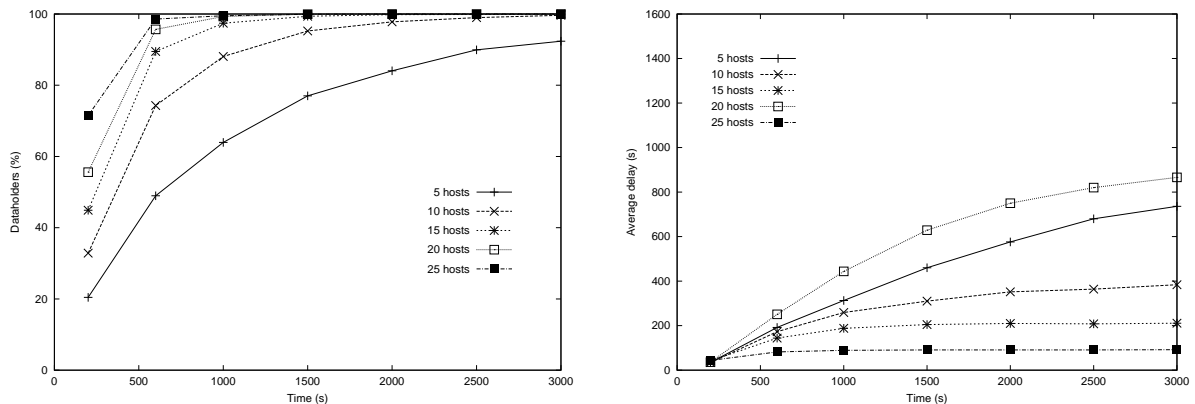 100
80
60
40
20
0
Dataholders (%)
5 hosts
10 hosts
15 hosts
20 hosts
25 hosts
0 500 1000 1500 2000 2500 3000
Time (s)
1600
1400
1200
1000
800
600
400
200
0
Average delay (s)
5 hosts
10 hosts
15 hosts
20 hosts
25 hosts
0 500 1000 1500 2000 2500 3000
Time (s)